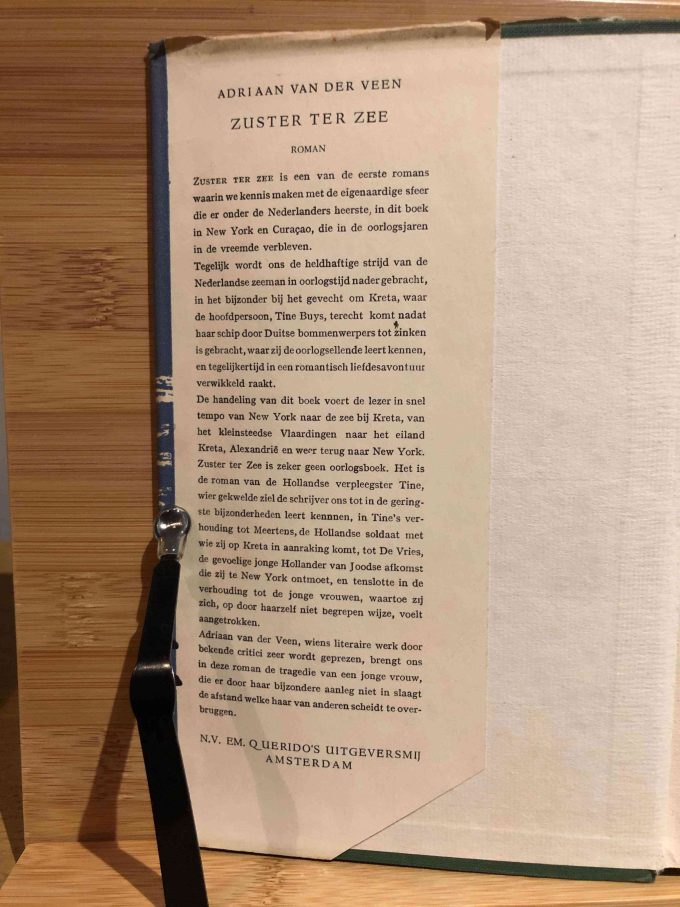 ADRIAAN VAN DER VEEN
ZUSTER TER ZEE
ROMAN
ZUSTER TER ZEE is een van de eerste romans
waarin we kennis maken met de eigenaardige sfeer
die er onder de Nederlanders heerste, in dit boek
in New York en Curaçao, die in de oorlogsjaren
in de vreemde verbleven.
Tegelijk wordt ons de heldhaftige strijd van de
Nederlandse zeeman in oorlogstijd nader gebracht,
in het bijzonder bij het gevecht om Kreta, waar
de hoofdpersoon, Tine Buys, terecht komt nadat
haar schip door Duitse bommenwerpers tot zinken
is gebracht, waar zij de oorlogsellende leert kennen,
en tegelijkertijd in een romantisch liefdesavontuur
verwikkeld raakt.
De handeling van dit boek voert de lezer in snel
tempo van New York naar de zee bij Kreta, van
het kleinsteedse Vlaardingen naar het eiland
Kreta, Alexandrië en weer terug naar New York.
Zuster ter Zee is zeker geen oorlogsboek. Het is
de roman van de Hollandse verpleegster Tine,
wier gekwelde ziel de schrijver ons tot in de gering-
ste bijzonderheden leert kennnen, in Tine's ver-
houding tot Meertens, de Hollandse soldaat met
wie zij op Kreta in aanraking komt, tot De Vries,
de gevoelige jonge Hollander van Joodse afkomst
die zij te New York ontmoet, en tenslotte in de
verhouding tot de jonge vrouwen, waartoe zij
zich, op door haarzelf niet begrepen wijze, voelt
aangetrokken.
Adriaan van der Veen, wiens literaire werk door
bekende critici zeer wordt geprezen, brengt ons
in deze roman de tragedie van een jonge vrouw,
die er door haar bijzondere aanleg niet in slaagt
de afstand welke haar van anderen scheidt te over-
bruggen.
N.V. EM. QUERIDO'S UITGEVERSMIJ
AMSTERDAM